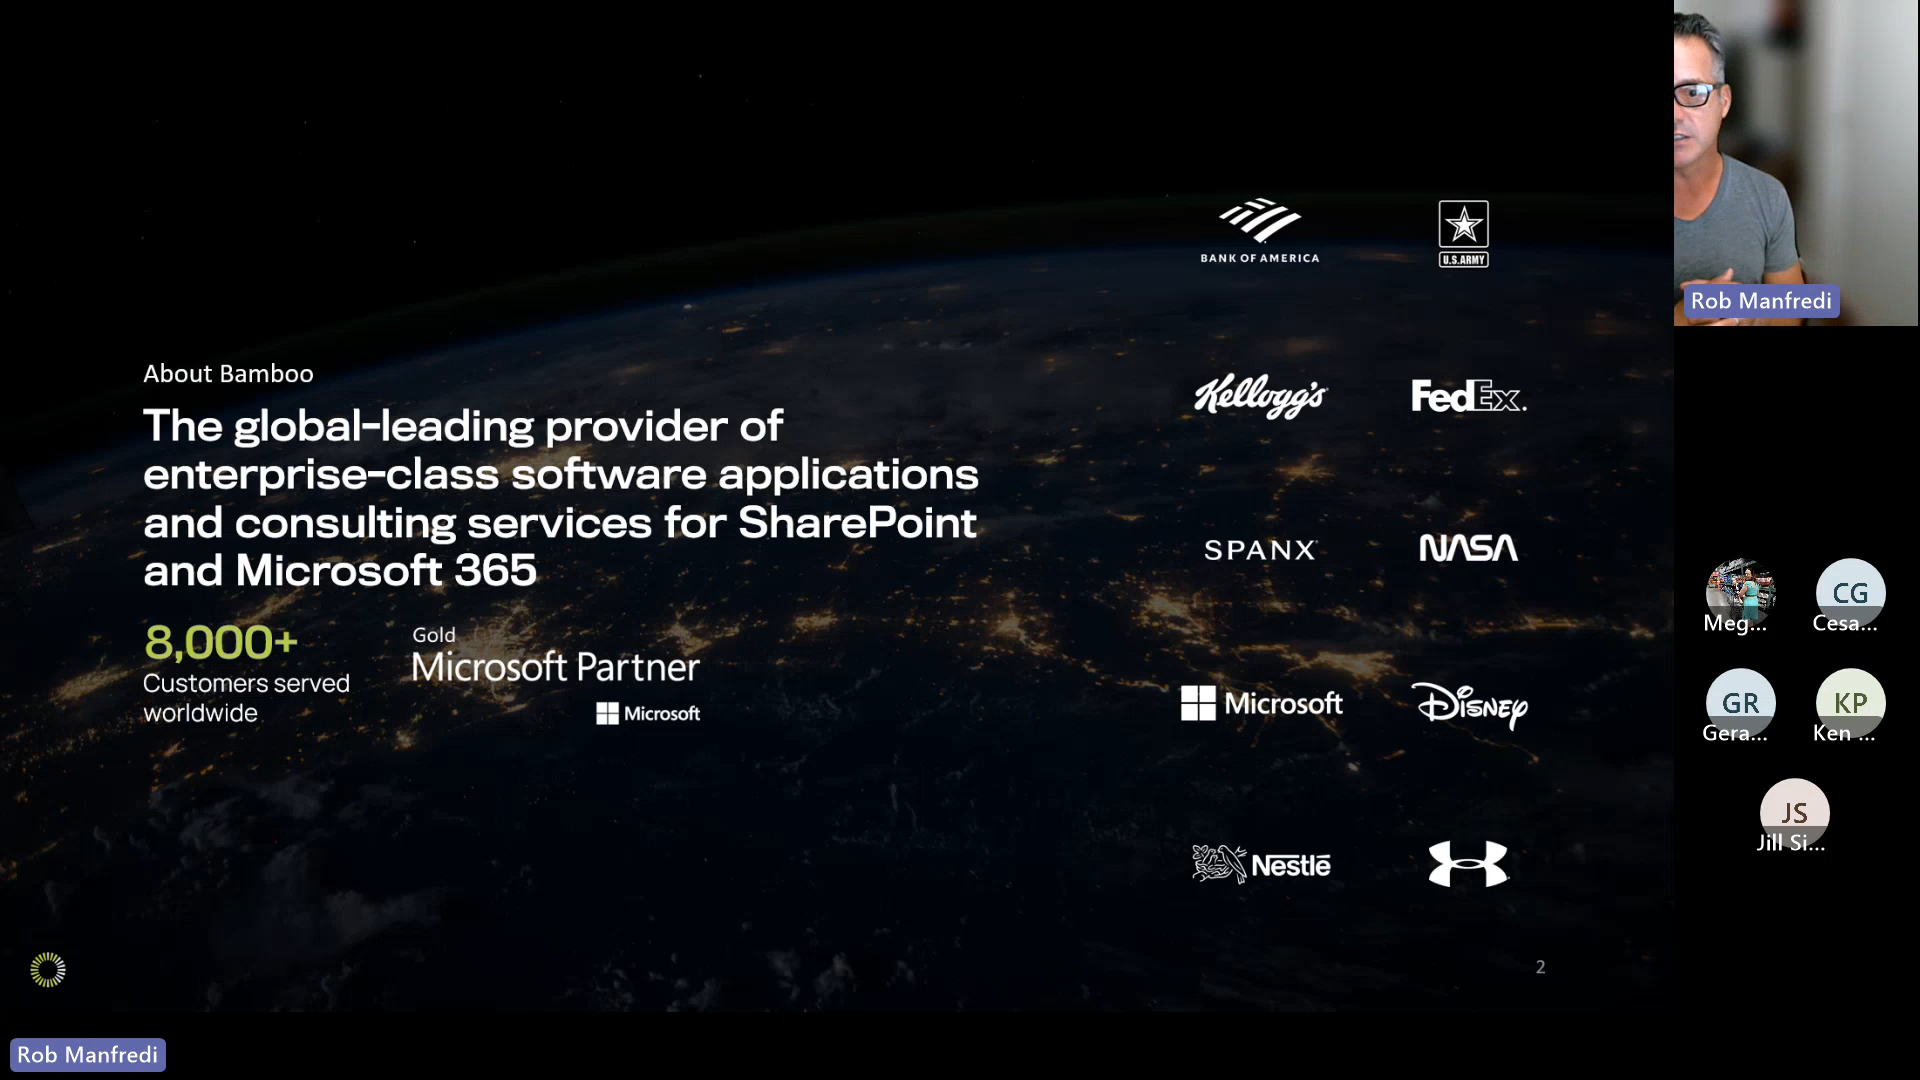 About Bamboo
The global-leading provider of
enterprise-class software applications
and consulting services for SharePoint
and Microsoft 365
8,000+
Customers served
worldwide
Gold
Microsoft Partner
Microsoft
BANK OF AMERICA
U.S.ARMY
Kellogg's
FedEx.
SPANX
NASA
Microsoft
Disney
Nestlé
2
Rob Manfredi
Rob Manfredi
Meg...
CG
Cesa...
GR
Gera...
KP
Ken ...
JS
Jill Si...